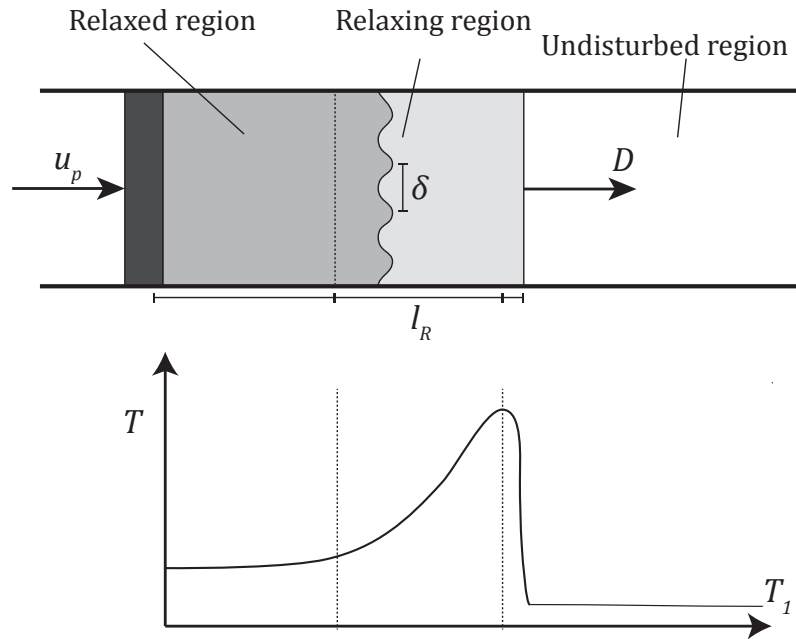 Relaxed region
Relaxing region
Undisturbed region
u_p
D
δ
l_R
T
T_1